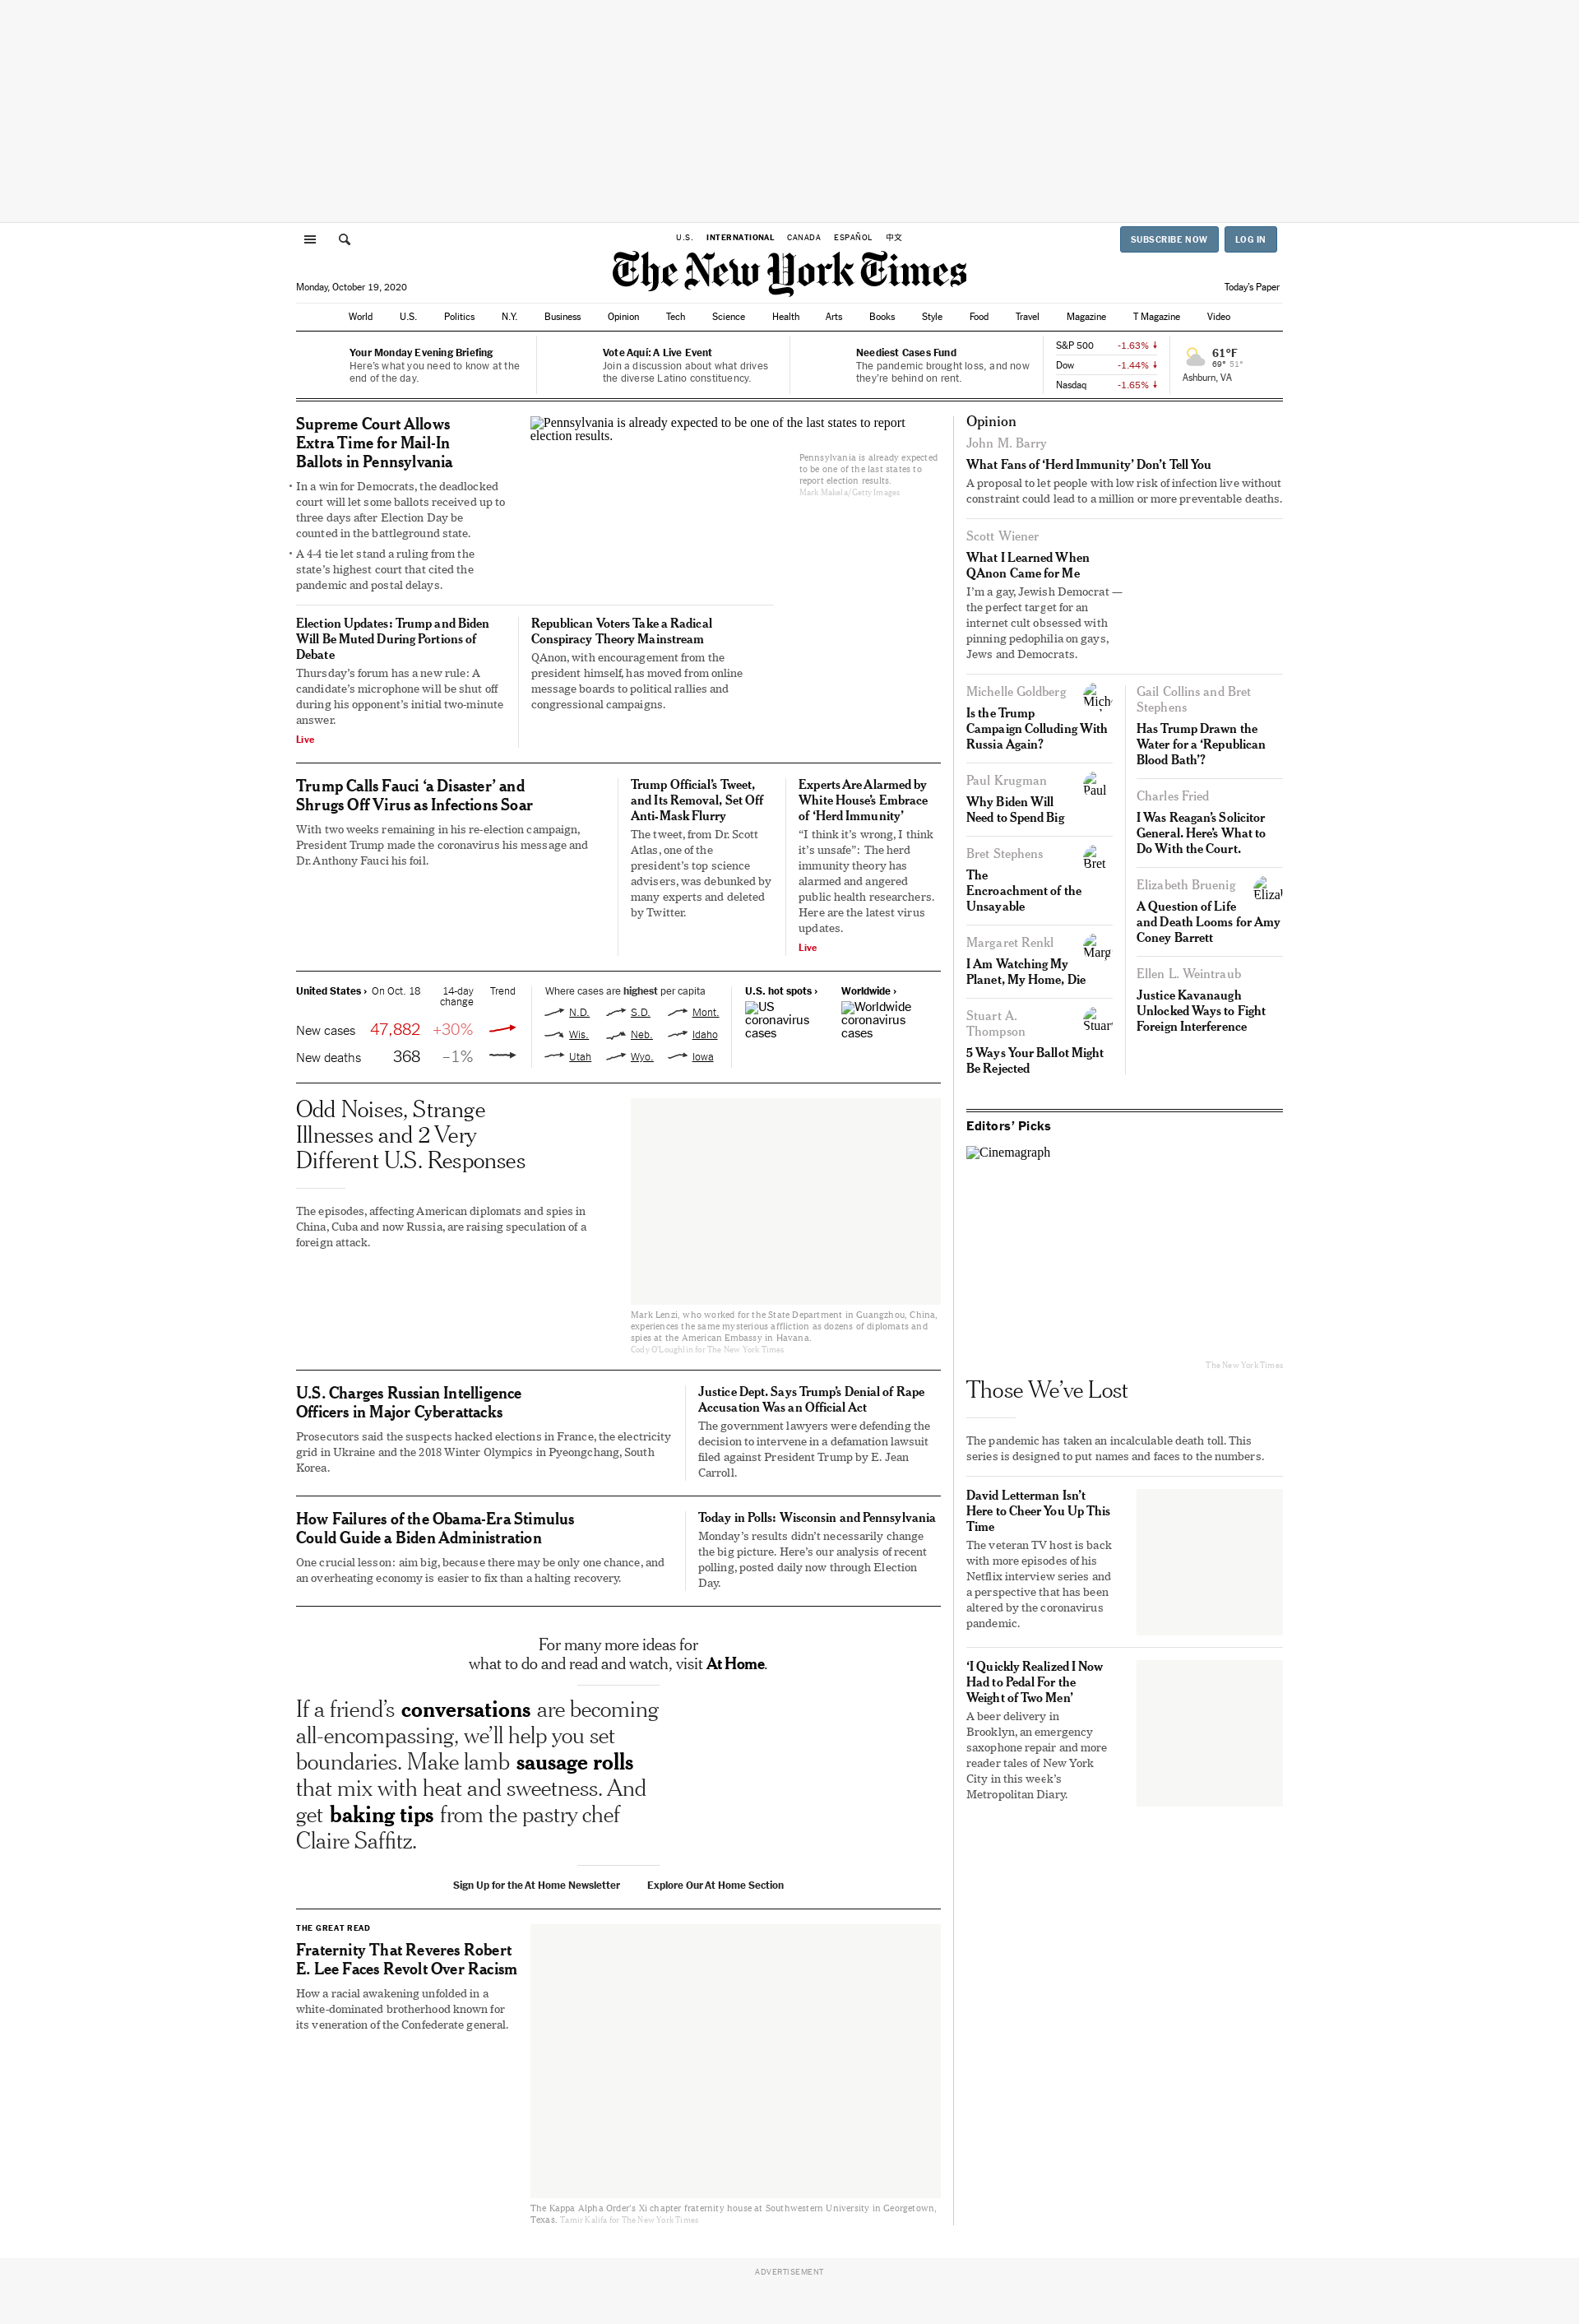 U.S. INTERNATIONAL CANADA ESPAÑOL 中文
SUBSCRIBE NOW LOG IN
The New York Times
Monday, October 19, 2020
Today's Paper
World U.S. Politics N.Y. Business Opinion Tech Science Health Arts Books Style Food Travel Magazine T Magazine Video
Your Monday Evening Briefing
Here's what you need to know at the
end of the day.
Vote Aquí: A Live Event
Join a discussion about what drives
the diverse Latino constituency.
Neediest Cases Fund
The pandemic brought loss, and now
they're behind on rent.
S&P 500 -1.63%
Dow -1.44%
Nasdaq -1.65%
61°F
69° 51°
Ashburn, VA
Supreme Court Allows
Extra Time for Mail-In
Ballots in Pennsylvania
• In a win for Democrats, the deadlocked
court will let some ballots received up to
three days after Election Day be
counted in the battleground state.
• A 4-4 tie let stand a ruling from the
state's highest court that cited the
pandemic and postal delays.
Pennsylvania is already expected to be one of the last states to report
election results.
Pennsylvania is already expected
to be one of the last states to
report election results.
Mark Makela/Getty Images
Election Updates: Trump and Biden
Will Be Muted During Portions of
Debate
Thursday's forum has a new rule: A
candidate's microphone will be shut off
during his opponent's initial two-minute
answer.
Live
Republican Voters Take a Radical
Conspiracy Theory Mainstream
QAnon, with encouragement from the
president himself, has moved from online
message boards to political rallies and
congressional campaigns.
Trump Calls Fauci ‘a Disaster’ and
Shrugs Off Virus as Infections Soar
With two weeks remaining in his re-election campaign,
President Trump made the coronavirus his message and
Dr. Anthony Fauci his foil.
Trump Official's Tweet,
and Its Removal, Set Off
Anti-Mask Flurry
The tweet, from Dr. Scott
Atlas, one of the
president's top science
advisers, was debunked by
many experts and deleted
by Twitter.
Experts Are Alarmed by
White House's Embrace
of ‘Herd Immunity’
“I think it's wrong, I think
it's unsafe”: The herd
immunity theory has
alarmed and angered
public health researchers.
Here are the latest virus
updates.
Live
United States › On Oct. 18 14-day Trend
change
New cases 47,882 +30%
New deaths 368 –1%
Where cases are highest per capita
N.D. S.D. Mont.
Wis. Neb. Idaho
Utah Wyo. Iowa
U.S. hot spots ›
US
coronavirus
cases
Worldwide ›
Worldwide
coronavirus
cases
Odd Noises, Strange
Illnesses and 2 Very
Different U.S. Responses
The episodes, affecting American diplomats and spies in
China, Cuba and now Russia, are raising speculation of a
foreign attack.
Mark Lenzi, who worked for the State Department in Guangzhou, China,
experiences the same mysterious affliction as dozens of diplomats and
spies at the American Embassy in Havana.
Cody O'Loughlin for The New York Times
U.S. Charges Russian Intelligence
Officers in Major Cyberattacks
Prosecutors said the suspects hacked elections in France, the electricity
grid in Ukraine and the 2018 Winter Olympics in Pyeongchang, South
Korea.
Justice Dept. Says Trump's Denial of Rape
Accusation Was an Official Act
The government lawyers were defending the
decision to intervene in a defamation lawsuit
filed against President Trump by E. Jean
Carroll.
How Failures of the Obama-Era Stimulus
Could Guide a Biden Administration
One crucial lesson: aim big, because there may be only one chance, and
an overheating economy is easier to fix than a halting recovery.
Today in Polls: Wisconsin and Pennsylvania
Monday's results didn't necessarily change
the big picture. Here's our analysis of recent
polling, posted daily now through Election
Day.
For many more ideas for
what to do and read and watch, visit At Home.
If a friend's conversations are becoming
all-encompassing, we'll help you set
boundaries. Make lamb sausage rolls
that mix with heat and sweetness. And
get baking tips from the pastry chef
Claire Saffitz.
Sign Up for the At Home Newsletter Explore Our At Home Section
THE GREAT READ
Fraternity That Reveres Robert
E. Lee Faces Revolt Over Racism
How a racial awakening unfolded in a
white-dominated brotherhood known for
its veneration of the Confederate general.
The Kappa Alpha Order's Xi chapter fraternity house at Southwestern University in Georgetown,
Texas. Tamir Kalifa for The New York Times
Opinion
John M. Barry
What Fans of ‘Herd Immunity’ Don't Tell You
A proposal to let people with low risk of infection live without
constraint could lead to a million or more preventable deaths.
Scott Wiener
What I Learned When
QAnon Came for Me
I'm a gay, Jewish Democrat —
the perfect target for an
internet cult obsessed with
pinning pedophilia on gays,
Jews and Democrats.
Michelle Goldberg
Is the Trump
Campaign Colluding With
Russia Again?
Paul Krugman
Paul
Why Biden Will
Need to Spend Big
Bret Stephens
Bret
The
Encroachment of the
Unsayable
Margaret Renkl
I Am Watching My
Planet, My Home, Die
Stuart A.
Thompson
5 Ways Your Ballot Might
Be Rejected
Gail Collins and Bret
Stephens
Has Trump Drawn the
Water for a ‘Republican
Blood Bath’?
Charles Fried
I Was Reagan's Solicitor
General. Here's What to
Do With the Court.
Elizabeth Bruenig
A Question of Life
and Death Looms for Amy
Coney Barrett
Ellen L. Weintraub
Justice Kavanaugh
Unlocked Ways to Fight
Foreign Interference
Editors' Picks
Cinemagraph
The New York Times
Those We've Lost
The pandemic has taken an incalculable death toll. This
series is designed to put names and faces to the numbers.
David Letterman Isn't
Here to Cheer You Up This
Time
The veteran TV host is back
with more episodes of his
Netflix interview series and
a perspective that has been
altered by the coronavirus
pandemic.
‘I Quickly Realized I Now
Had to Pedal For the
Weight of Two Men’
A beer delivery in
Brooklyn, an emergency
saxophone repair and more
reader tales of New York
City in this week's
Metropolitan Diary.
ADVERTISEMENT